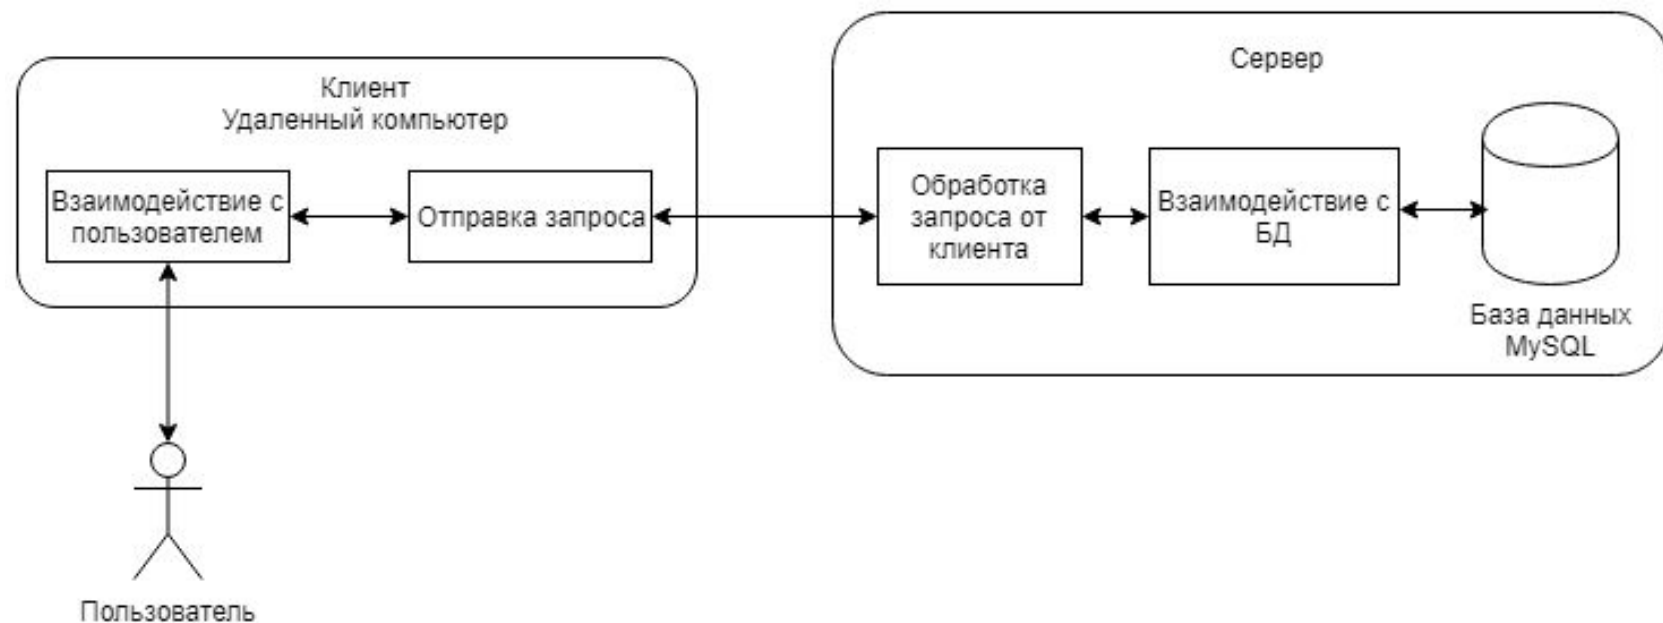 Клиент
Удаленный компьютер
Взаимодействие с
пользователем
Отправка запроса
Сервер
Обработка
запроса от
клиента
Взаимодействие с
БД
База данных
MySQL
Пользователь